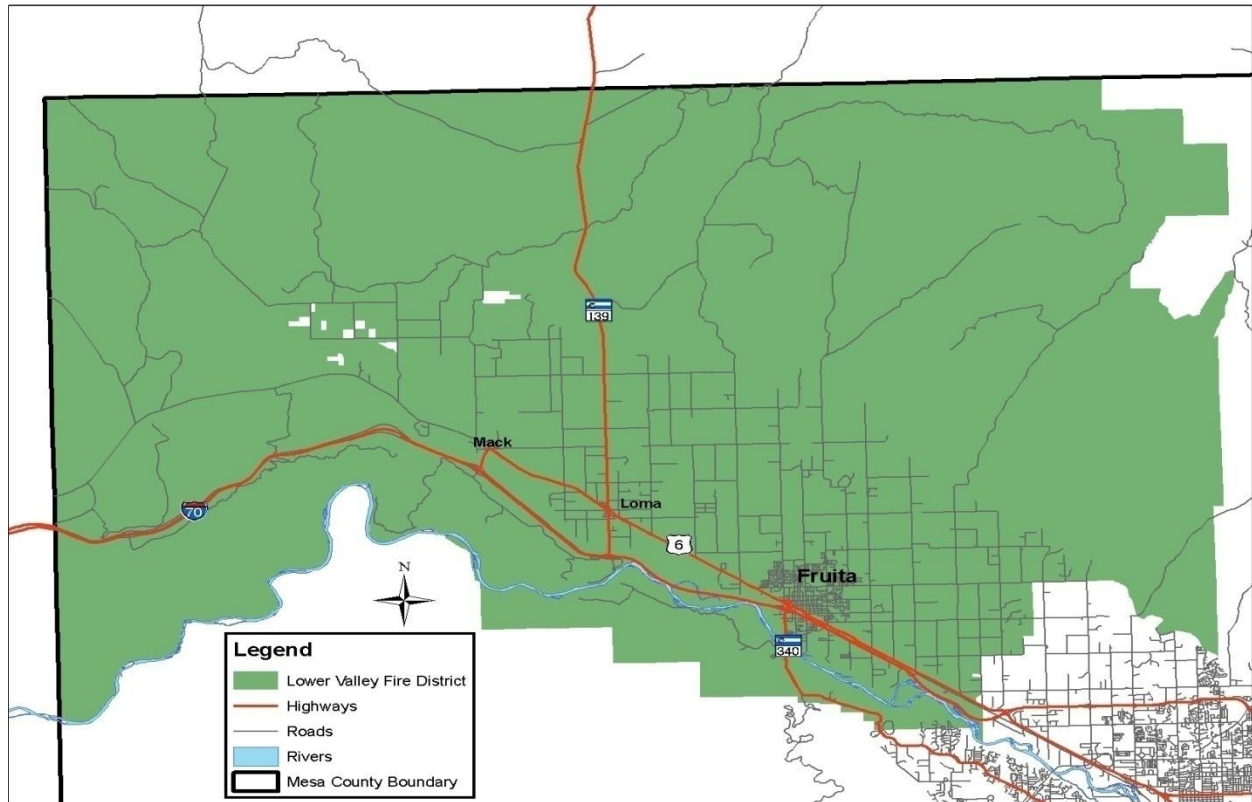 139
Mack
Loma
70
6
Fruita
N
340
Legend
Lower Valley Fire District
Highways
Roads
Rivers
Mesa County Boundary